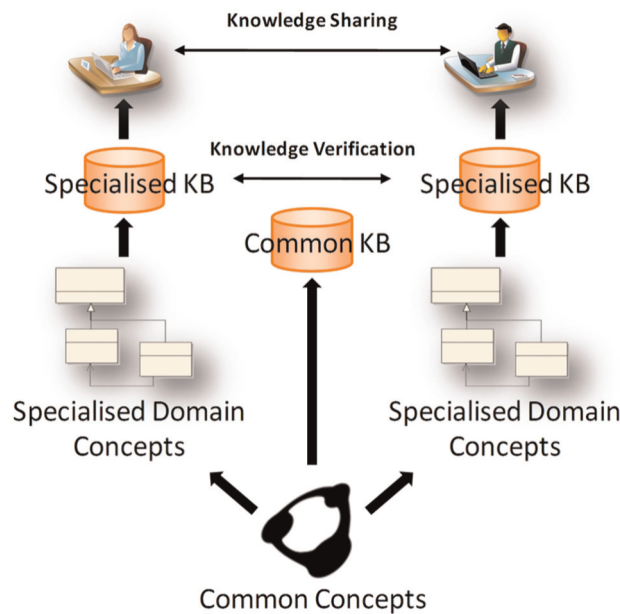 Knowledge Sharing
Knowledge Verification
Specialised KB
Specialised KB
Common KB
Specialised Domain
Concepts
Specialised Domain
Concepts
Common Concepts